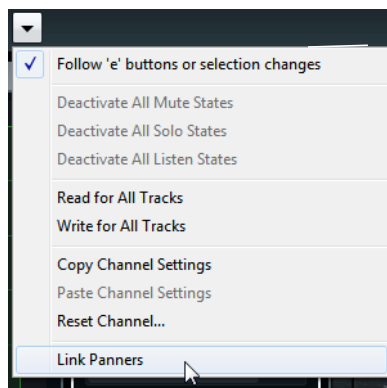 Follow 'e' buttons or selection changes
Deactivate All Mute States
Deactivate All Solo States
Deactivate All Listen States
Read for All Tracks
Write for All Tracks
Copy Channel Settings
Paste Channel Settings
Reset Channel...
Link Panners